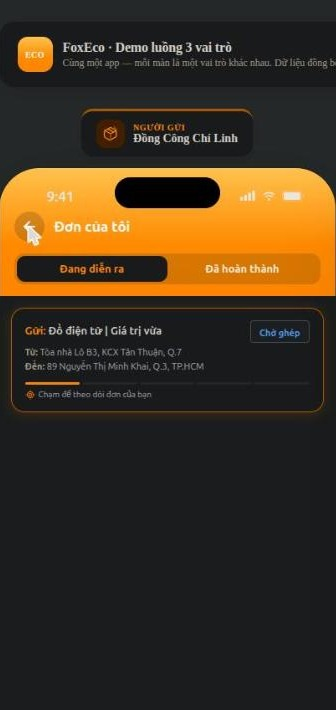 ECO
FoxEco · Demo luồng 3 vai trò
Cùng một app — mỗi màn là một vai trò khác nhau. Dữ liệu đồng b
NGƯỜI GỬI
Đồng Công Chí Linh
9:41
Đơn của tôi
Đang diễn ra
Đã hoàn thành
Gửi: Đồ điện tử | Giá trị vừa
Chờ ghép
Từ: Tòa nhà Lô B3, KCX Tân Thuận, Q.7
Đến: 89 Nguyễn Thị Minh Khai, Q.3, TP.HCM
Chạm để theo dõi đơn của bạn